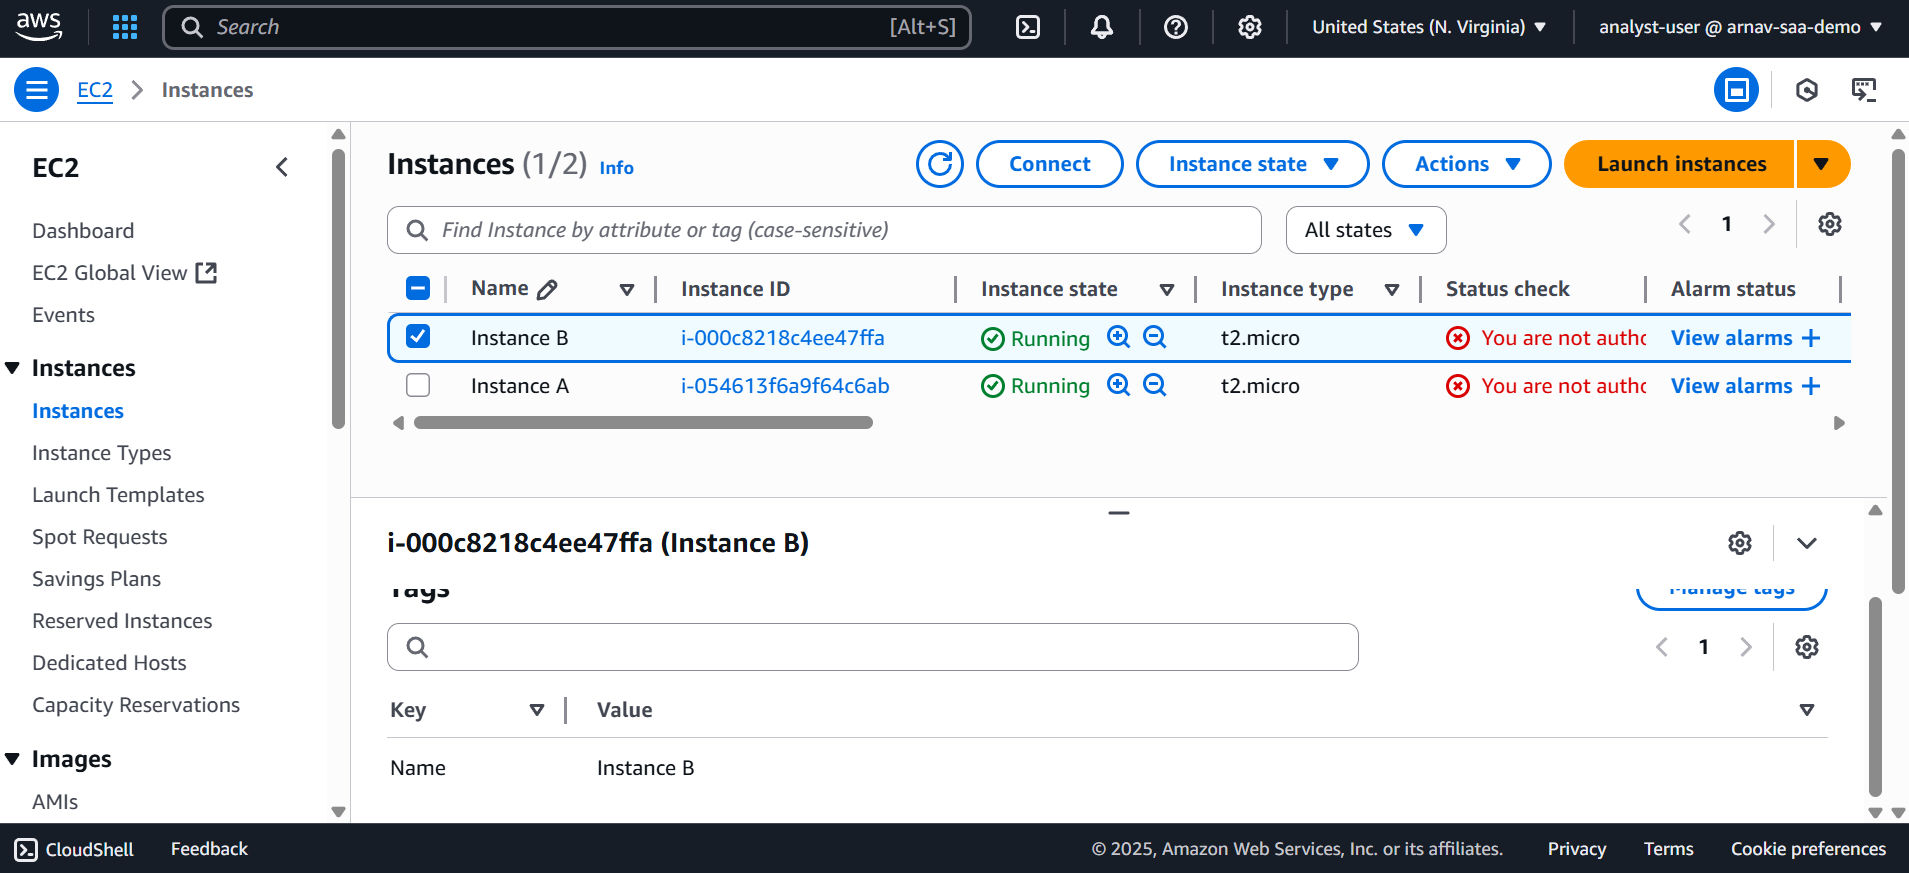 aws
Search [Alt+S] United States (N. Virginia) analyst-user @ arnav-saa-demo
EC2 Instances
EC2
Dashboard
EC2 Global View
Events
Instances
Instances
Instance Types
Launch Templates
Spot Requests
Savings Plans
Reserved Instances
Dedicated Hosts
Capacity Reservations
Images
AMIs
Instances (1/2) Info Connect Instance state Actions Launch instances
Find Instance by attribute or tag (case-sensitive) All states 1
Name Instance ID Instance state Instance type Status check Alarm status
Instance B i-000c8218c4ee47ffa Running t2.micro You are not autho View alarms +
Instance A i-054613f6a9f64c6ab Running t2.micro You are not autho View alarms +
i-000c8218c4ee47ffa (Instance B)
Tags Manage tags
1
Key Value
Name Instance B
CloudShell Feedback © 2025, Amazon Web Services, Inc. or its affiliates. Privacy Terms Cookie preferences